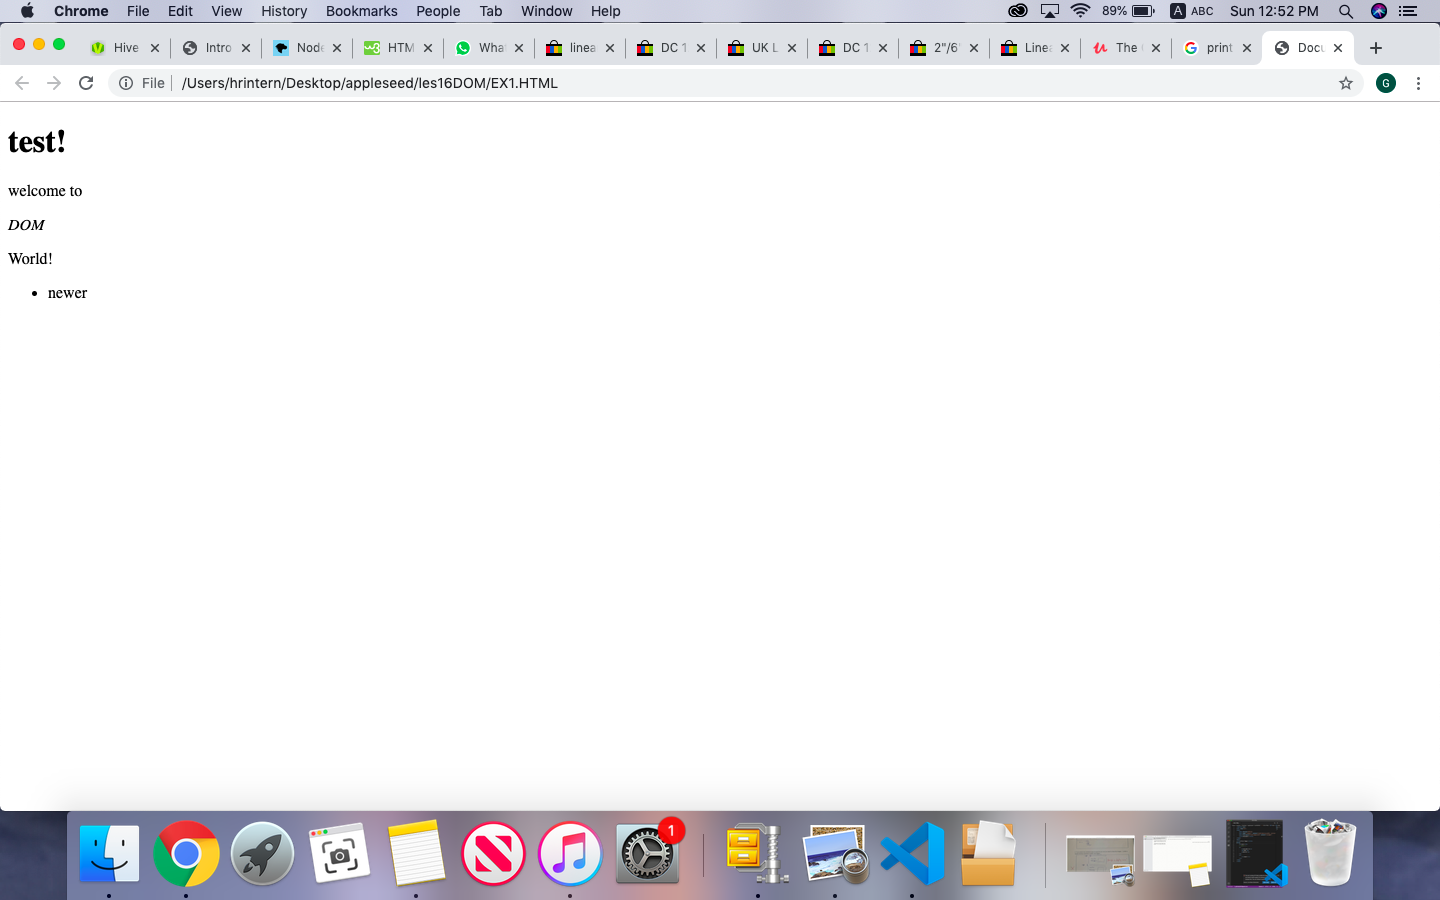 Chrome File Edit View History Bookmarks People Tab Window Help 89% A ABC Sun 12:52 PM
Hive Intro Node HTM What linea DC 1 UK L DC 1 2"/6" Linea The print Docu
File /Users/hrintern/Desktop/appleseed/les16DOM/EX1.HTML G
test!
welcome to
DOM
World!
• newer
1